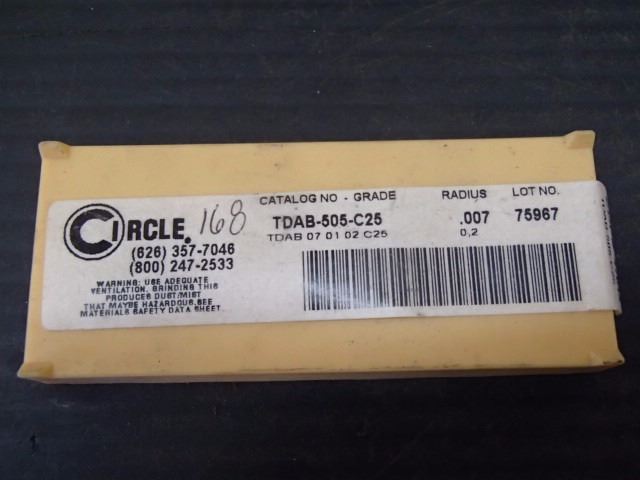 CIRCLE. 168
(626) 357-7046
(800) 247-2533
WARNING: USE ADEQUATE
VENTILATION, GRINDING THIS
PRODUCES DUST/MIST
THAT MAYBE HAZARDOUS.SEE
MATERIALS SAFETY DATA SHEET.
CATALOG NO - GRADE RADIUS LOT NO.
TDAB-505-C25 .007 75967
TDAB 07 01 02 C25 0,2